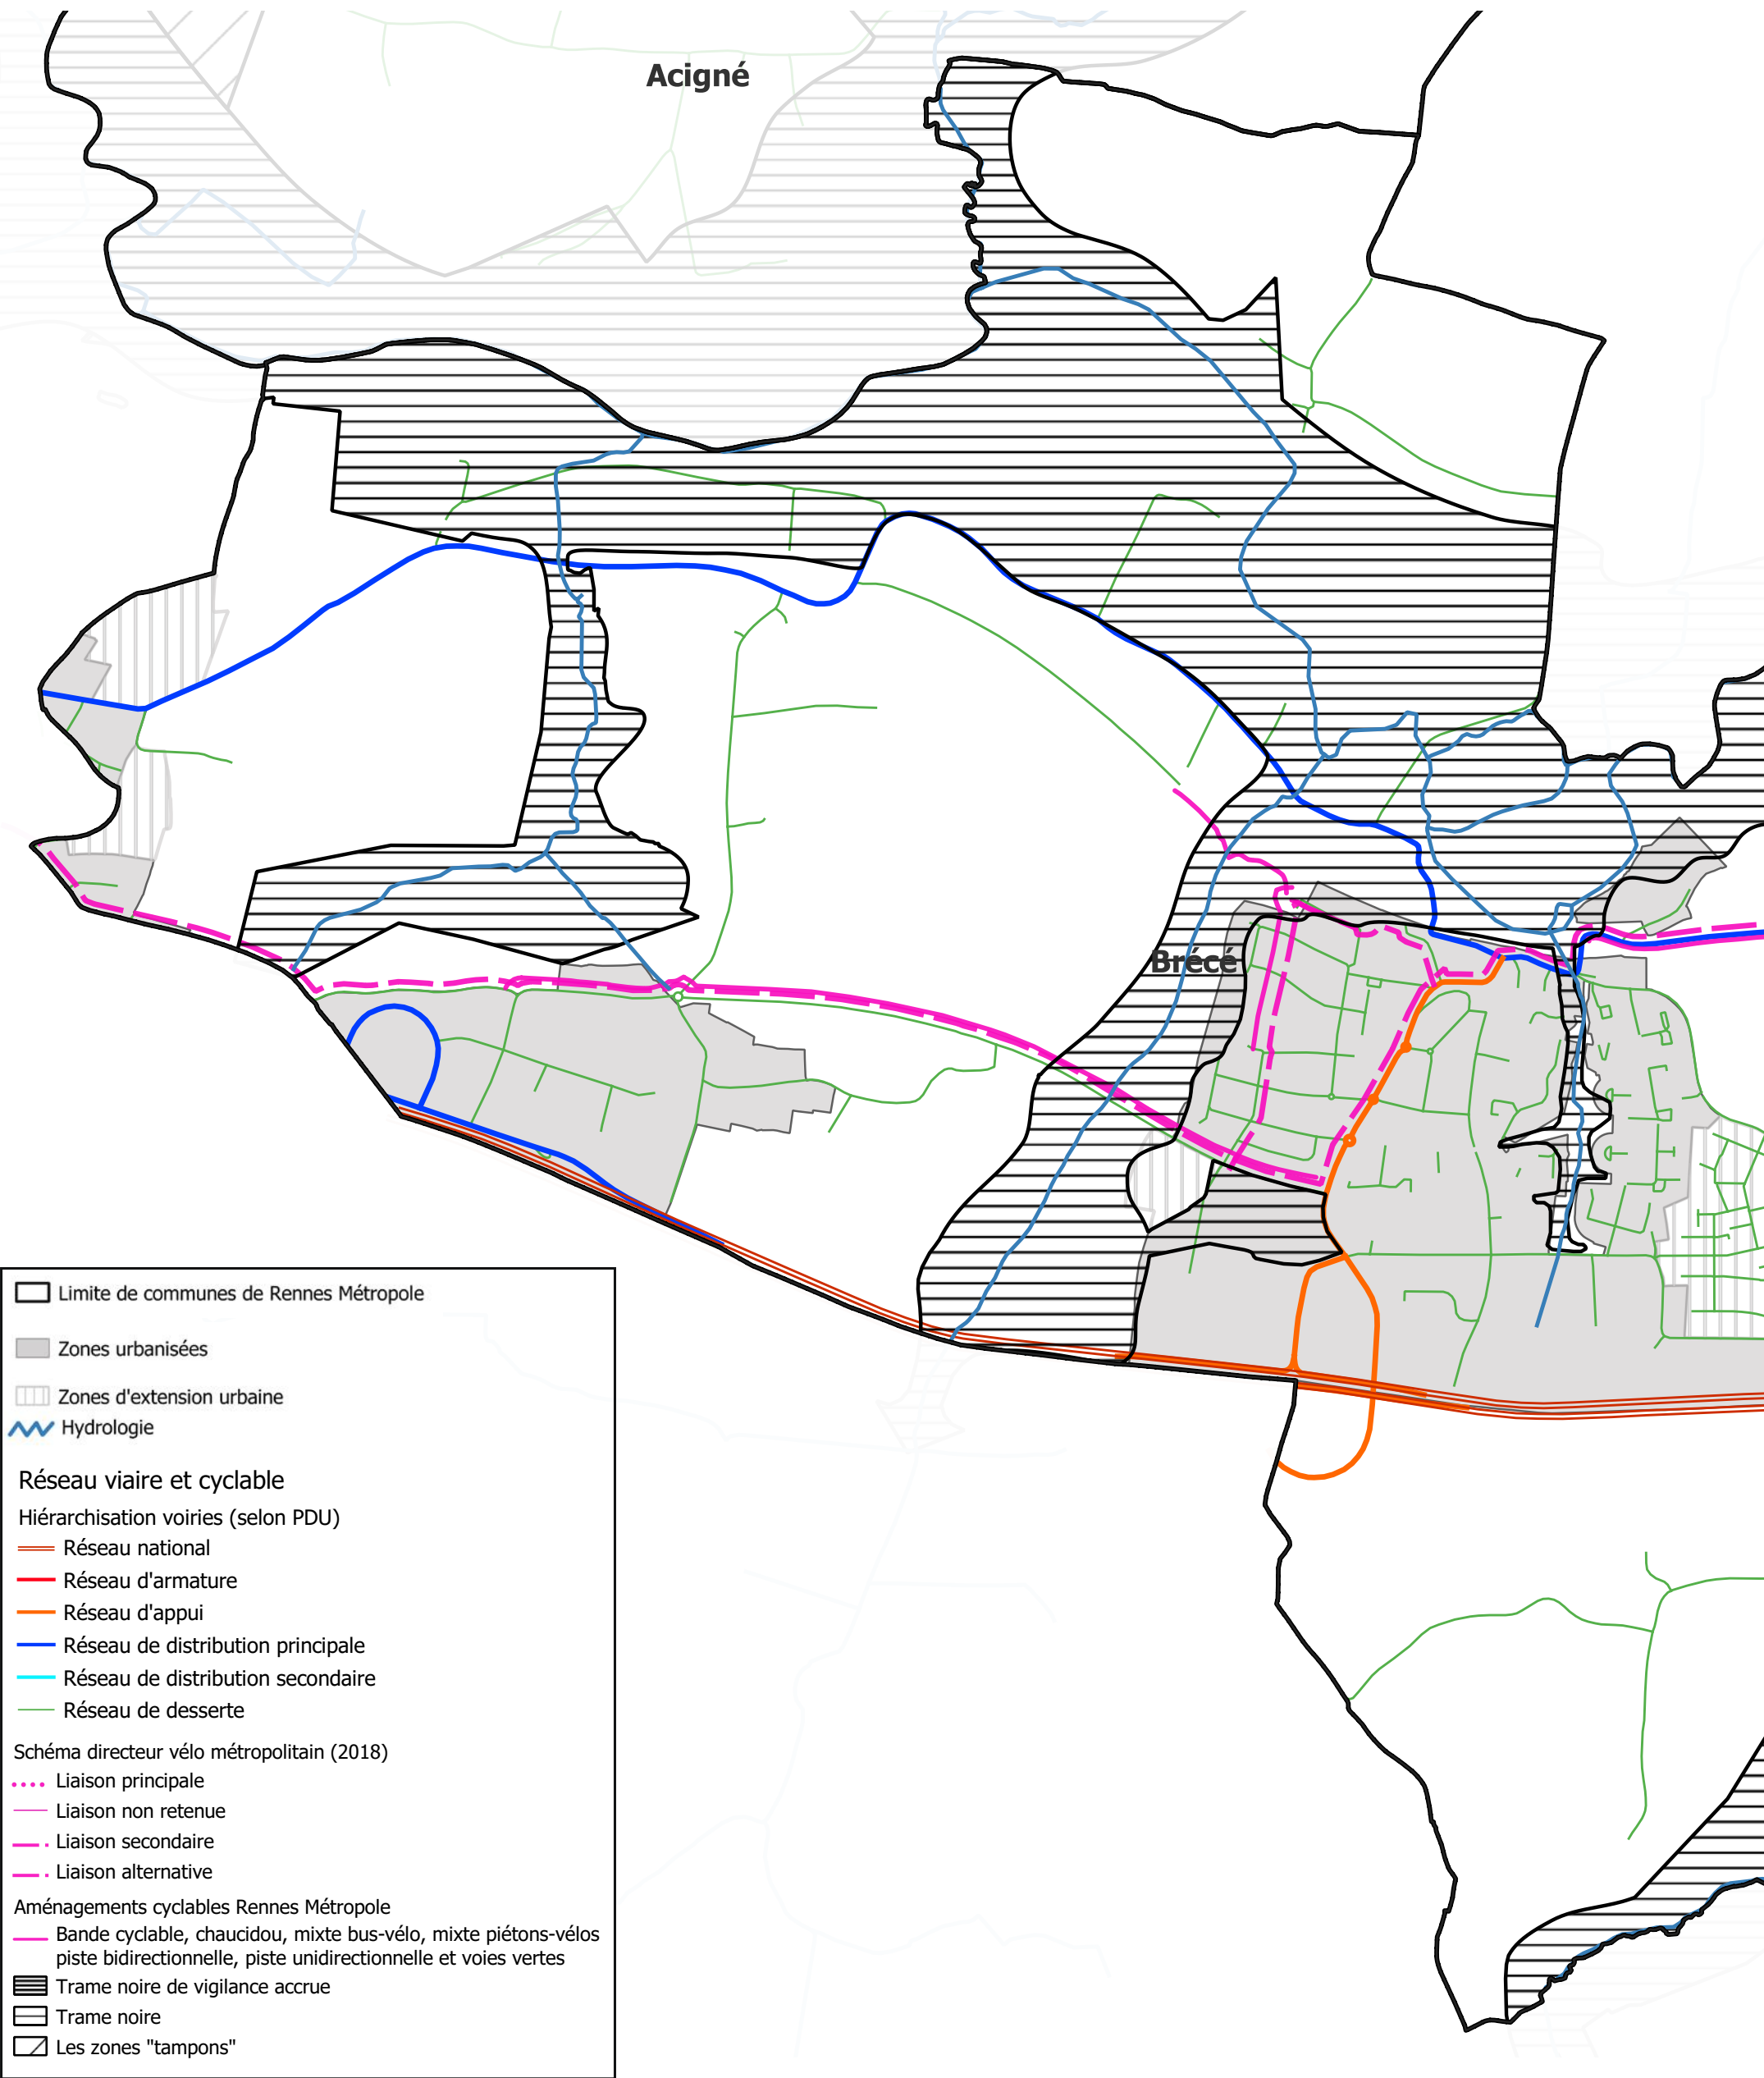 Acigné
Brécé
Limite de communes de Rennes Métropole
Zones urbanisées
Zones d'extension urbaine
Hydrologie
Réseau viaire et cyclable
Hiérarchisation voiries (selon PDU)
Réseau national
Réseau d'armature
Réseau d'appui
Réseau de distribution principale
Réseau de distribution secondaire
Réseau de desserte
Schéma directeur vélo métropolitain (2018)
Liaison principale
Liaison non retenue
Liaison secondaire
Liaison alternative
Aménagements cyclables Rennes Métropole
Bande cyclable, chaucidou, mixte bus-vélo, mixte piétons-vélos
piste bidirectionnelle, piste unidirectionnelle et voies vertes
Trame noire de vigilance accrue
Trame noire
Les zones "tampons"